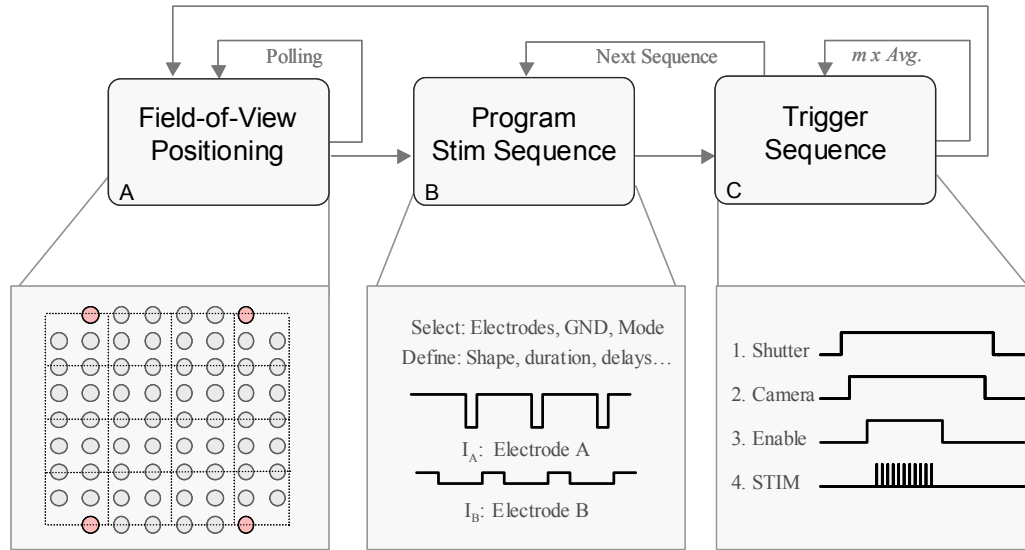 Polling
Next Sequence
m x Avg.
Field-of-View
Positioning
A
Program
Stim Sequence
B
Trigger
Sequence
C
Select: Electrodes, GND, Mode
Define: Shape, duration, delays…
I_A: Electrode A
I_B: Electrode B
1. Shutter
2. Camera
3. Enable
4. STIM